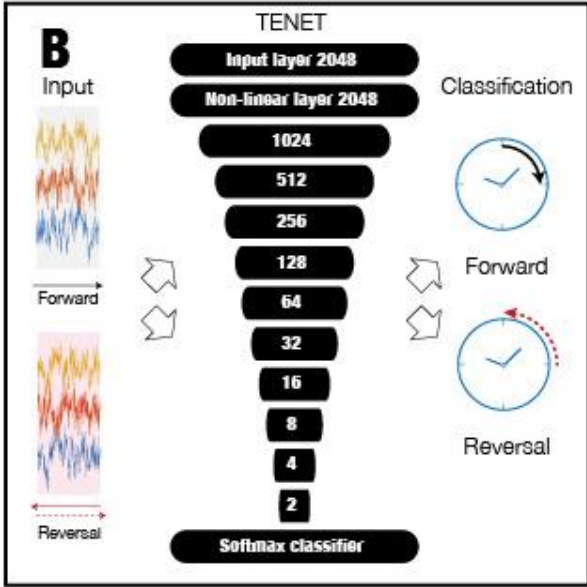 B
TENET
Input
Input layer 2048
Non-linear layer 2048
1024
512
256
128
64
32
16
8
4
2
Softmax classifier
Forward
Reversal
Classification
Forward
Reversal